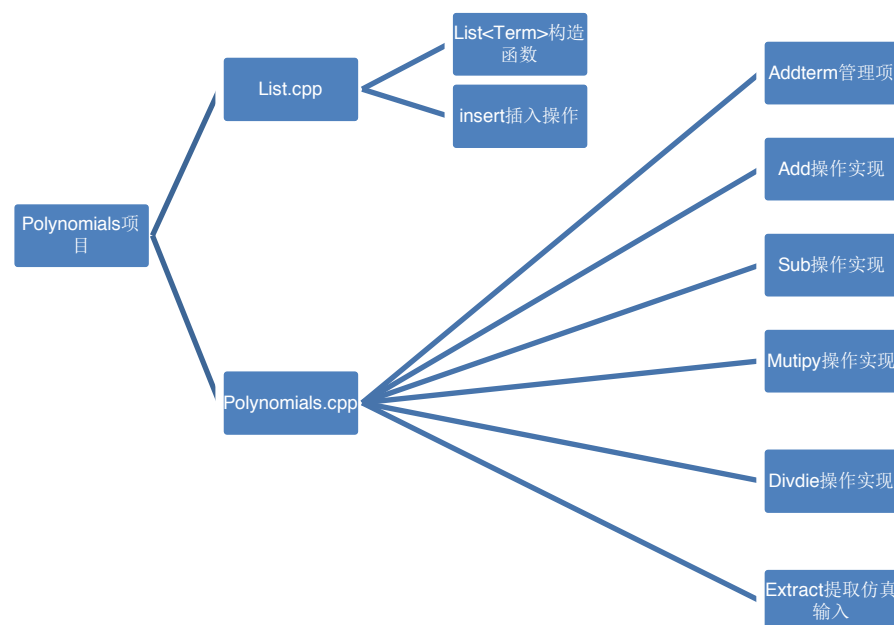 List<Term>构造
函数
List.cpp
insert插入操作
Addterm管理项
Add操作实现
Polynomials项
目
Sub操作实现
Mutipy操作实现
Polynomials.cpp
Divdie操作实现
Extract提取仿真
输入